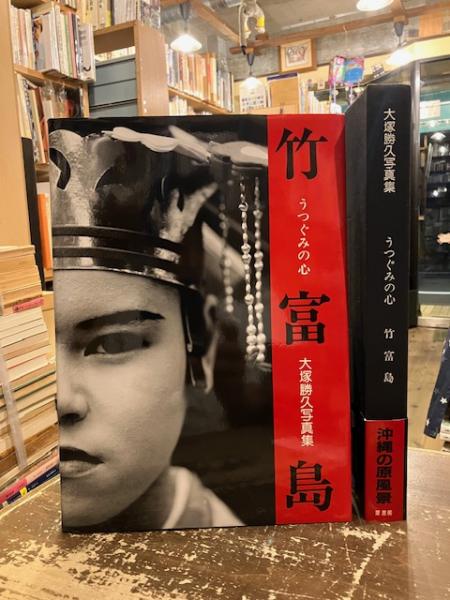 竹富島
うつぐみの心
大塚勝久写真集
大塚勝久写真集
うつぐみの心 竹富島
沖縄の原風景